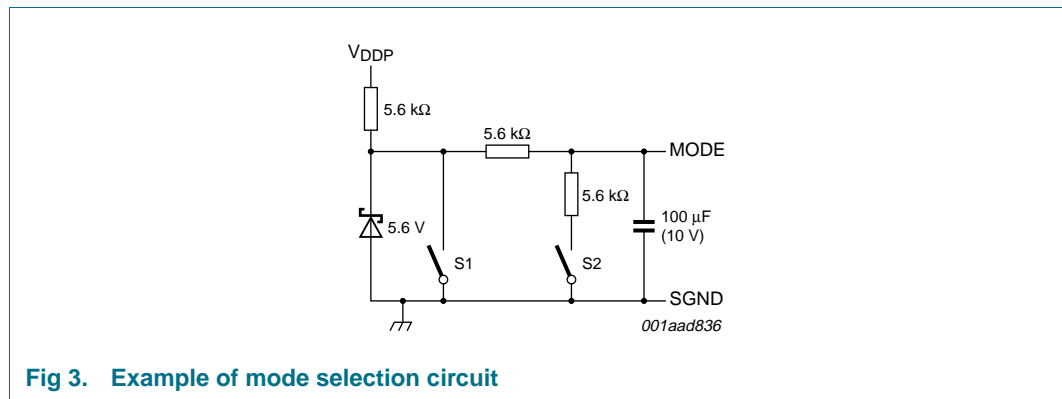 VDDP
5.6 kΩ
5.6 kΩ
MODE
5.6 kΩ
5.6 V
100 μF
(10 V)
S1
S2
SGND
001aad836
Fig 3. Example of mode selection circuit